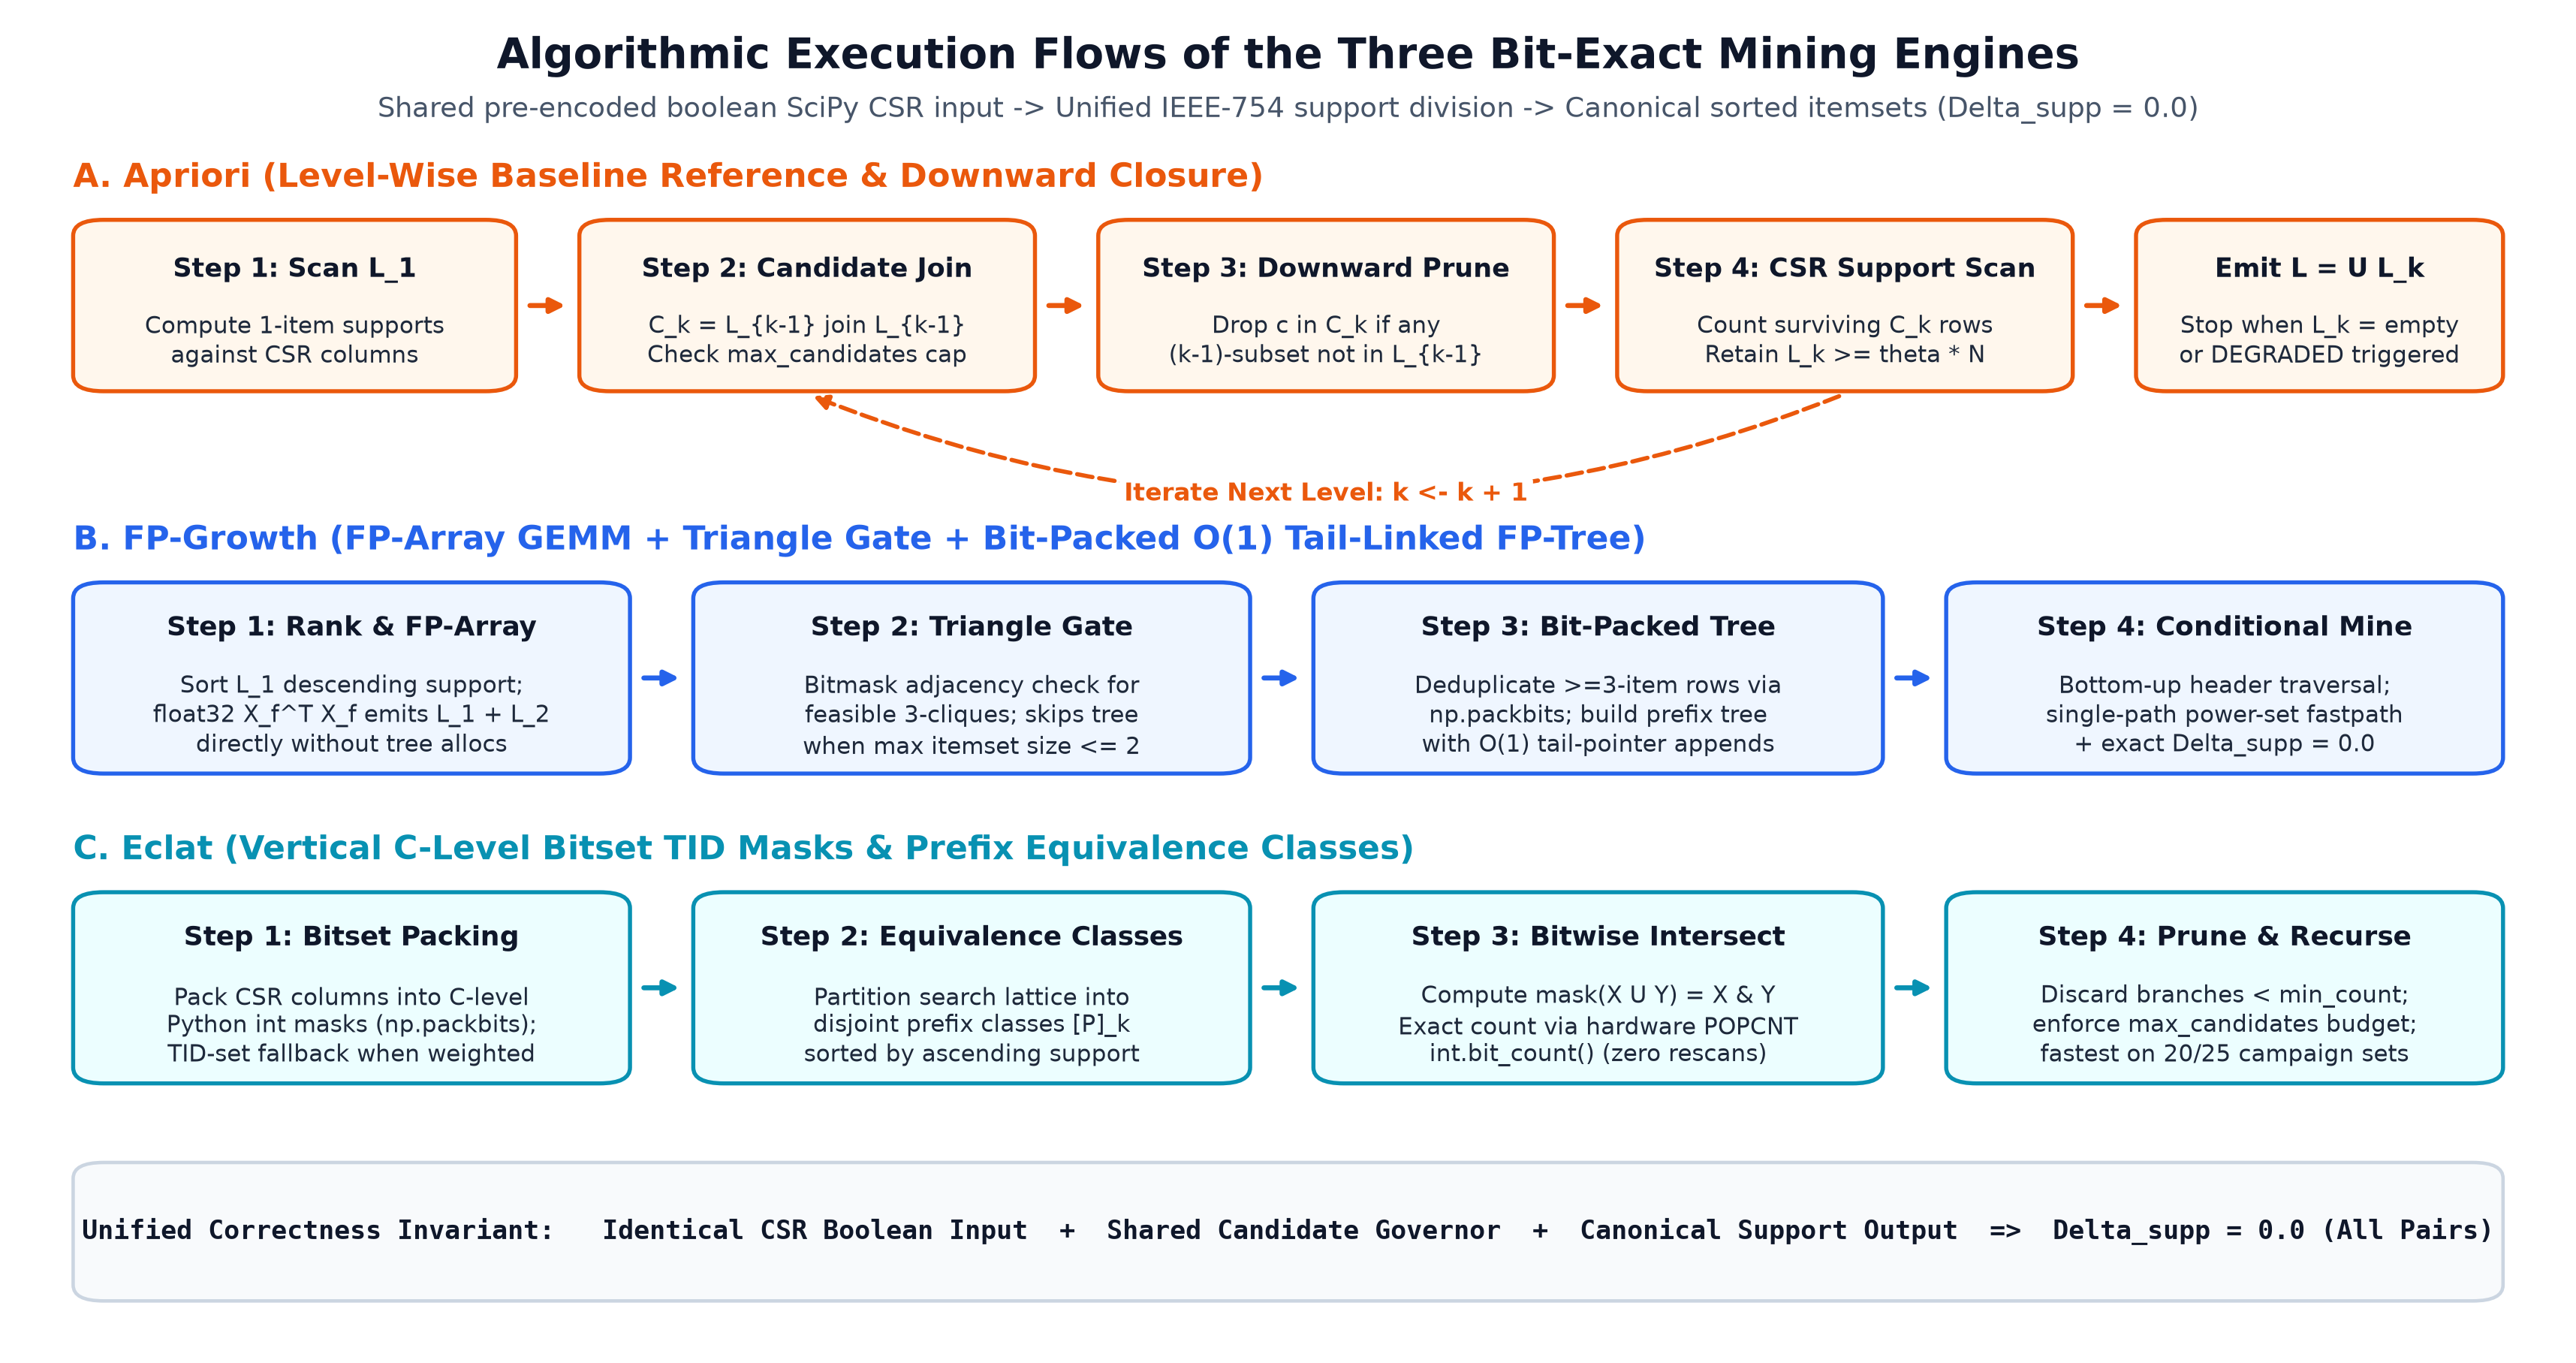 Algorithmic Execution Flows of the Three Bit-Exact Mining Engines
Shared pre-encoded boolean SciPy CSR input -> Unified IEEE-754 support division -> Canonical sorted itemsets (Delta_supp = 0.0)
A. Apriori (Level-Wise Baseline Reference & Downward Closure)
Step 1: Scan L_1
Compute 1-item supports
against CSR columns
Step 2: Candidate Join
C_k = L_{k-1} join L_{k-1}
Check max_candidates cap
Step 3: Downward Prune
Drop c in C_k if any
(k-1)-subset not in L_{k-1}
Step 4: CSR Support Scan
Count surviving C_k rows
Retain L_k >= theta * N
Emit L = U L_k
Stop when L_k = empty
or DEGRADED triggered
Iterate Next Level: k <- k + 1
B. FP-Growth (FP-Array GEMM + Triangle Gate + Bit-Packed O(1) Tail-Linked FP-Tree)
Step 1: Rank & FP-Array
Sort L_1 descending support;
float32 X_f^T X_f emits L_1 + L_2
directly without tree allocs
Step 2: Triangle Gate
Bitmask adjacency check for
feasible 3-cliques; skips tree
when max itemset size <= 2
Step 3: Bit-Packed Tree
Deduplicate >=3-item rows via
np.packbits; build prefix tree
with O(1) tail-pointer appends
Step 4: Conditional Mine
Bottom-up header traversal;
single-path power-set fastpath
+ exact Delta_supp = 0.0
C. Eclat (Vertical C-Level Bitset TID Masks & Prefix Equivalence Classes)
Step 1: Bitset Packing
Pack CSR columns into C-level
Python int masks (np.packbits);
TID-set fallback when weighted
Step 2: Equivalence Classes
Partition search lattice into
disjoint prefix classes [P]_k
sorted by ascending support
Step 3: Bitwise Intersect
Compute mask(X U Y) = X & Y
Exact count via hardware POPCNT
int.bit_count() (zero rescans)
Step 4: Prune & Recurse
Discard branches < min_count;
enforce max_candidates budget;
fastest on 20/25 campaign sets
Unified Correctness Invariant:   Identical CSR Boolean Input  +  Shared Candidate Governor  +  Canonical Support Output  =>  Delta_supp = 0.0 (All Pairs)